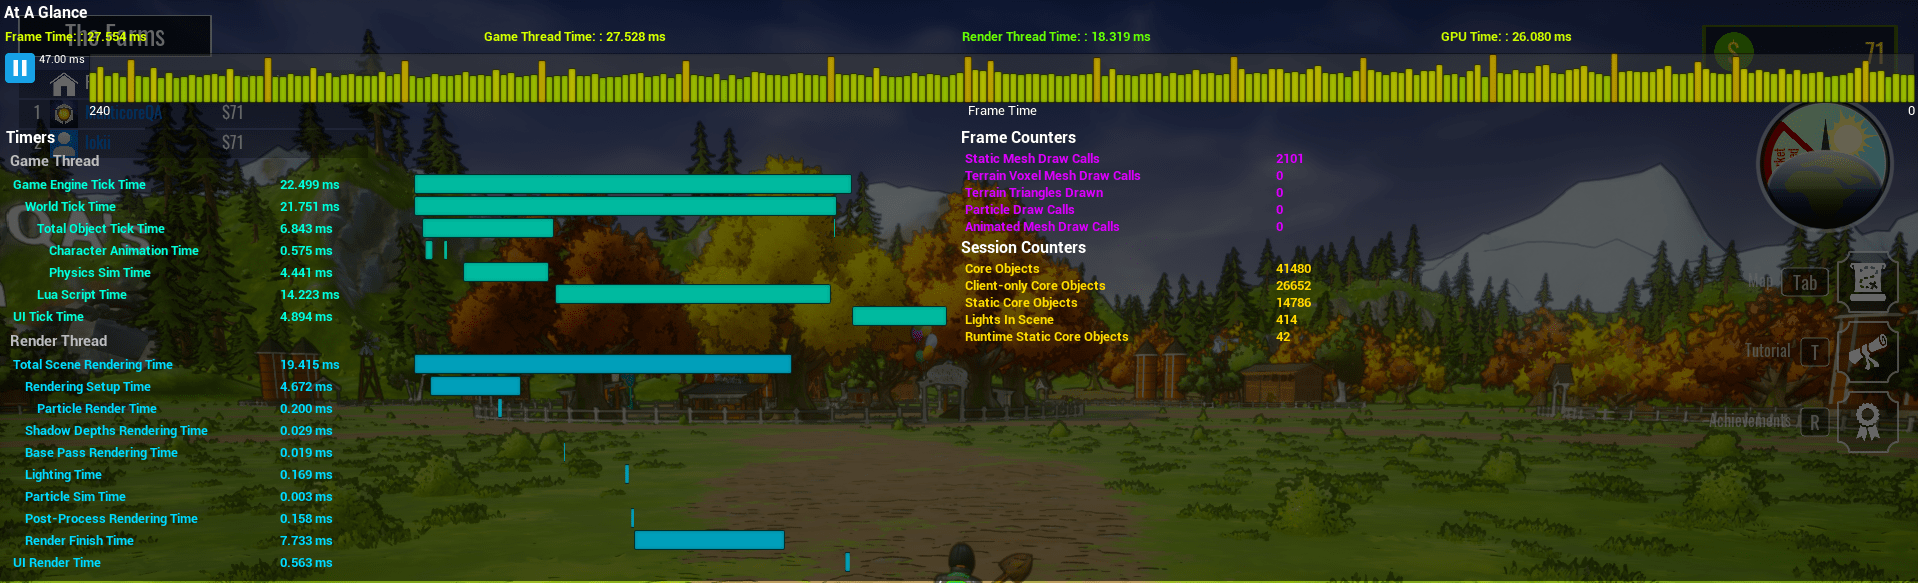 At A Glance
The Farms
Frame Time: : 27.554 ms
Game Thread Time: : 27.528 ms
Render Thread Time: : 18.319 ms
GPU Time: : 26.080 ms
$ 71
47.00 ms
240
Frame Time
0
1 ManticoreQA $71
2 lokii $71
Timers
Game Thread
Game Engine Tick Time 22.499 ms
World Tick Time 21.751 ms
Total Object Tick Time 6.843 ms
Character Animation Time 0.575 ms
Physics Sim Time 4.441 ms
Lua Script Time 14.223 ms
UI Tick Time 4.894 ms
Render Thread
Total Scene Rendering Time 19.415 ms
Rendering Setup Time 4.672 ms
Particle Render Time 0.200 ms
Shadow Depths Rendering Time 0.029 ms
Base Pass Rendering Time 0.019 ms
Lighting Time 0.169 ms
Particle Sim Time 0.003 ms
Post-Process Rendering Time 0.158 ms
Render Finish Time 7.733 ms
UI Render Time 0.563 ms
Frame Counters
Static Mesh Draw Calls 2101
Terrain Voxel Mesh Draw Calls 0
Terrain Triangles Drawn 0
Particle Draw Calls 0
Animated Mesh Draw Calls 0
Session Counters
Core Objects 41480
Client-only Core Objects 26652
Static Core Objects 14786
Lights In Scene 414
Runtime Static Core Objects 42
Map Tab
Tutorial T
Achievements R